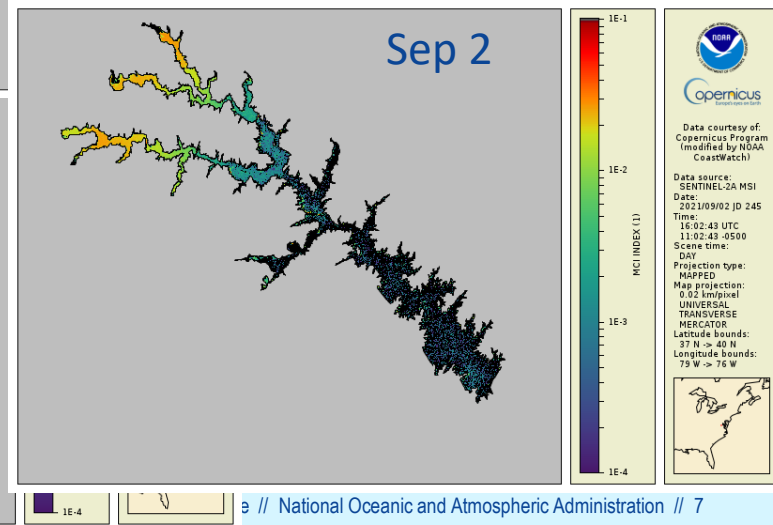 Sep 2
1E-1
1E-2
1E-3
1E-4
MCI INDEX (1)
NOAA
opernicus
Europe's eyes on Earth
Data courtesy of:
Copernicus Program
(modified by NOAA
CoastWatch)
Data source:
SENTINEL-2A MSI
Date:
2021/09/02 JD 245
Time:
16:02:43 UTC
11:02:43 -0500
Scene time:
DAY
Projection type:
MAPPED
Map projection:
0.02 km/pixel
UNIVERSAL
TRANSVERSE
MERCATOR
Latitude bounds:
37 N -> 40 N
Longitude bounds:
79 W -> 76 W
1E-4
e // National Oceanic and Atmospheric Administration // 7